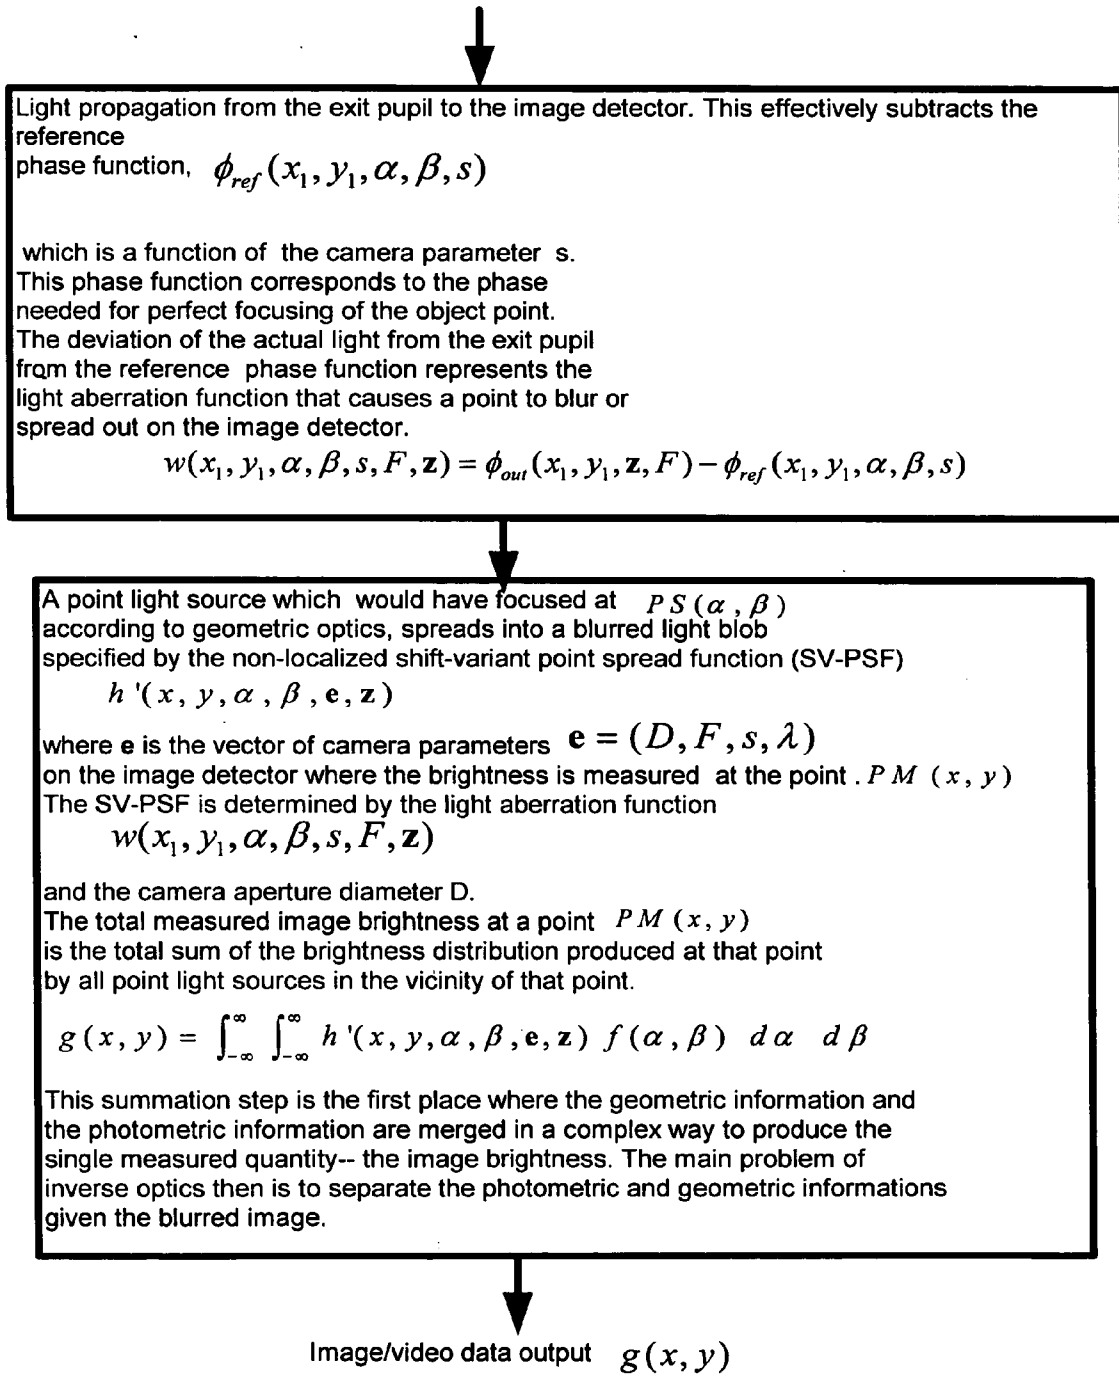 Light propagation from the exit pupil to the image detector. This effectively subtracts the
reference
phase function, ϕ_ref(x₁, y₁, α, β, s)
which is a function of the camera parameter s.
This phase function corresponds to the phase
needed for perfect focusing of the object point.
The deviation of the actual light from the exit pupil
from the reference phase function represents the
light aberration function that causes a point to blur or
spread out on the image detector.
w(x₁, y₁, α, β, s, F, z) = ϕ_out(x₁, y₁, z, F) − ϕ_ref(x₁, y₁, α, β, s)
A point light source which would have focused at PS(α, β)
according to geometric optics, spreads into a blurred light blob
specified by the non-localized shift-variant point spread function (SV-PSF)
h '(x, y, α, β, e, z)
where e is the vector of camera parameters e = (D, F, s, λ)
on the image detector where the brightness is measured at the point . PM (x, y)
The SV-PSF is determined by the light aberration function
w(x₁, y₁, α, β, s, F, z)
and the camera aperture diameter D.
The total measured image brightness at a point PM (x, y)
is the total sum of the brightness distribution produced at that point
by all point light sources in the vicinity of that point.
g(x, y) = ∫_{-∞}^{∞} ∫_{-∞}^{∞} h '(x, y, α, β, e, z) f(α, β) dα dβ
This summation step is the first place where the geometric information and
the photometric information are merged in a complex way to produce the
single measured quantity-- the image brightness. The main problem of
inverse optics then is to separate the photometric and geometric informations
given the blurred image.
Image/video data output g(x, y)